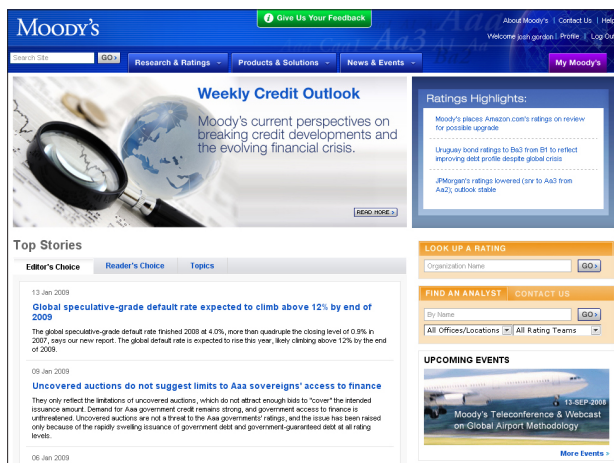 MOODY'S
Give Us Your Feedback
About Moody's | Contact Us | Help
Welcome josh gordon | Profile | Log Out
Search Site
GO
Research & Ratings
Products & Solutions
News & Events
My Moody's
Weekly Credit Outlook
Moody's current perspectives on
breaking credit developments and
the evolving financial crisis.
READ MORE
Ratings Highlights:
Moody's places Amazon.com's ratings on review
for possible upgrade
Uruguay bond ratings to Ba3 from B1 to reflect
improving debt profile despite global crisis
JPMorgan's ratings lowered (snr to Aa3 from
Aa2); outlook stable
Top Stories
Editor's Choice
Reader's Choice
Topics
13 Jan 2009
Global speculative-grade default rate expected to climb above 12% by end of
2009
The global speculative-grade default rate finished 2008 at 4.0%, more than quadruple the closing level of 0.9% in
2007, says our new report. The global default rate is expected to rise this year, likely climbing above 12% by the end
of 2009.
09 Jan 2009
Uncovered auctions do not suggest limits to Aaa sovereigns' access to finance
They only reflect the limitations of uncovered auctions, which do not attract enough bids to "cover" the intended
issuance amount. Demand for Aaa government credit remains strong, and government access to finance is
unthreatened. Uncovered auctions are not a threat to the Aaa governments' ratings, and the issue has been raised
only because of the rapidly swelling issuance of government debt and government-guaranteed debt at all rating
levels.
06 Jan 2009
LOOK UP A RATING
Organization Name
GO
FIND AN ANALYST
CONTACT US
By Name
GO
All Offices/Locations
All Rating Teams
UPCOMING EVENTS
13-SEP-2008
Moody's Teleconference & Webcast
on Global Airport Methodology
More Events